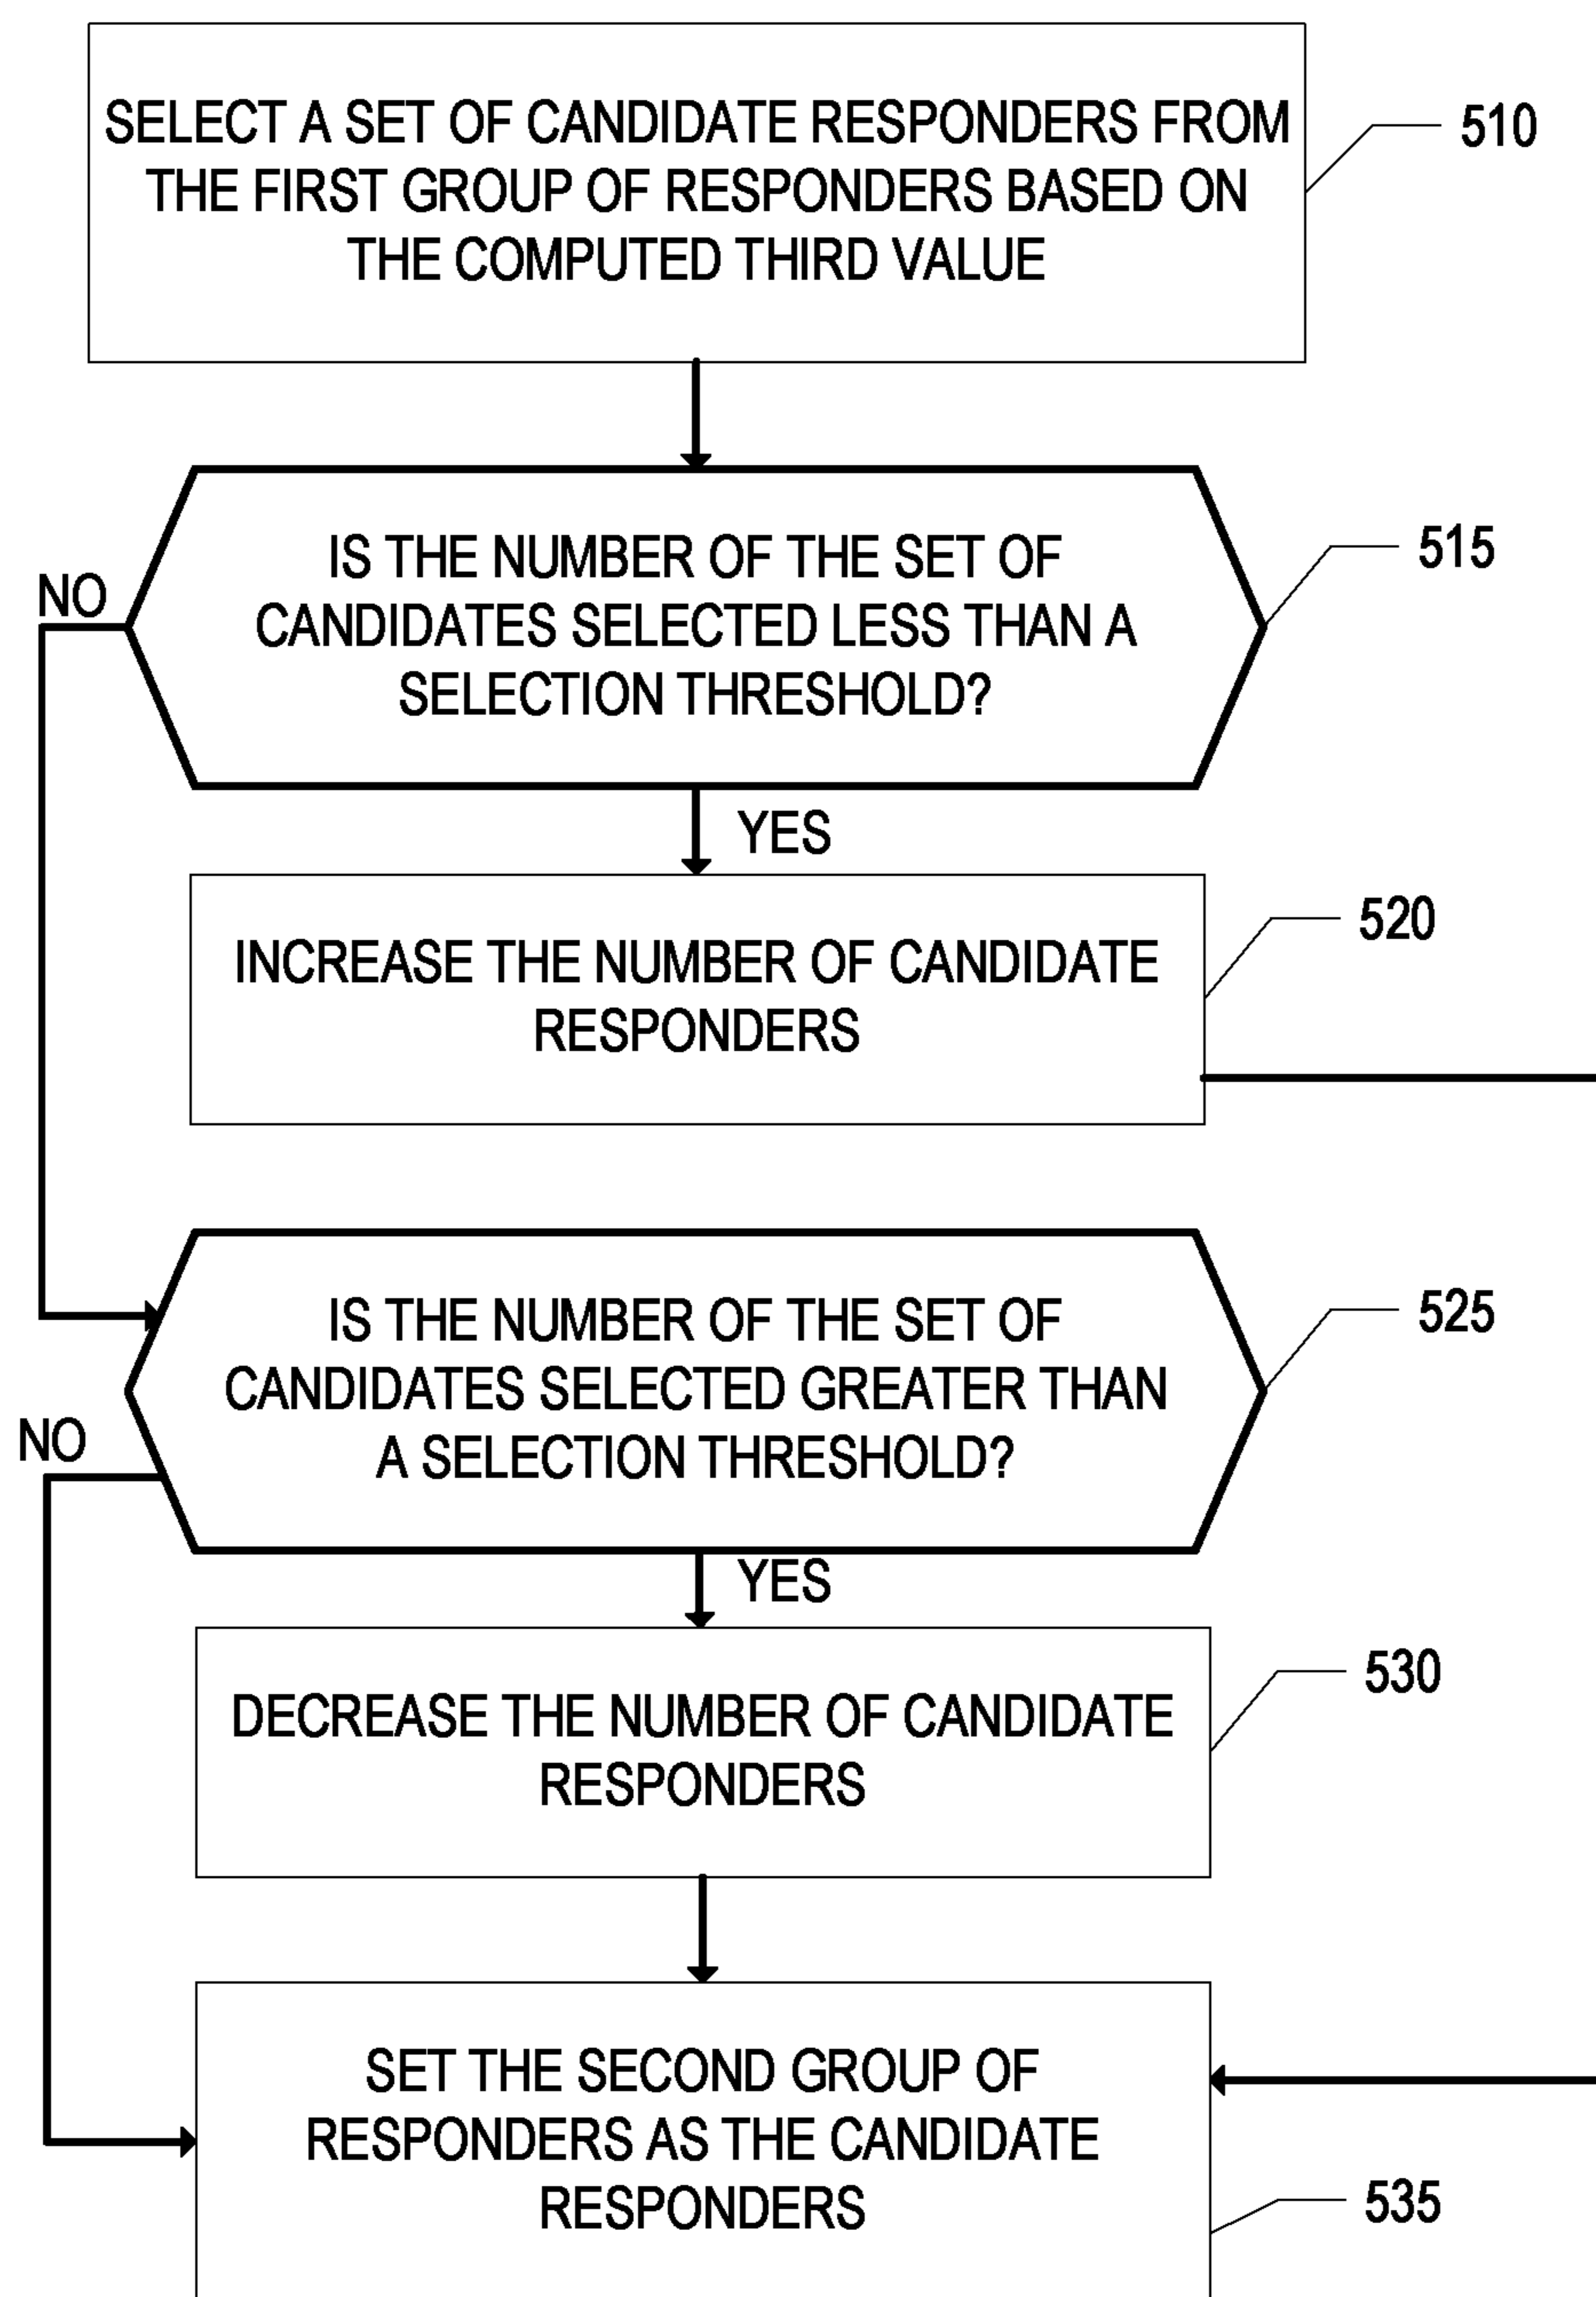 SELECT A SET OF CANDIDATE RESPONDERS FROM
THE FIRST GROUP OF RESPONDERS BASED ON
THE COMPUTED THIRD VALUE
510
IS THE NUMBER OF THE SET OF
CANDIDATES SELECTED LESS THAN A
SELECTION THRESHOLD?
515
NO
YES
INCREASE THE NUMBER OF CANDIDATE
RESPONDERS
520
IS THE NUMBER OF THE SET OF
CANDIDATES SELECTED GREATER THAN
A SELECTION THRESHOLD?
525
NO
YES
DECREASE THE NUMBER OF CANDIDATE
RESPONDERS
530
SET THE SECOND GROUP OF
RESPONDERS AS THE CANDIDATE
RESPONDERS
535